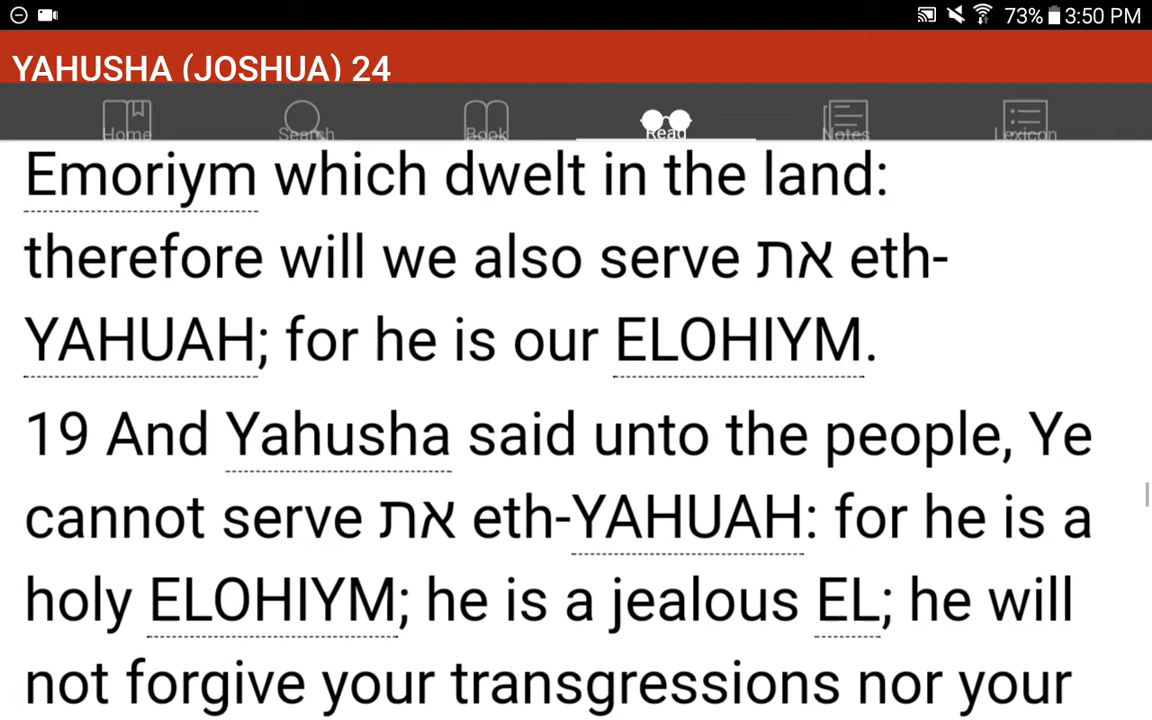 73% 3:50 PM
YAHUSHA (JOSHUA) 24
Home Search Book Read Notes Lexicon
Emoriym which dwelt in the land:
therefore will we also serve את eth-
YAHUAH; for he is our ELOHIYM.
19 And Yahusha said unto the people, Ye
cannot serve את eth-YAHUAH: for he is a
holy ELOHIYM; he is a jealous EL; he will
not forgive your transgressions nor your